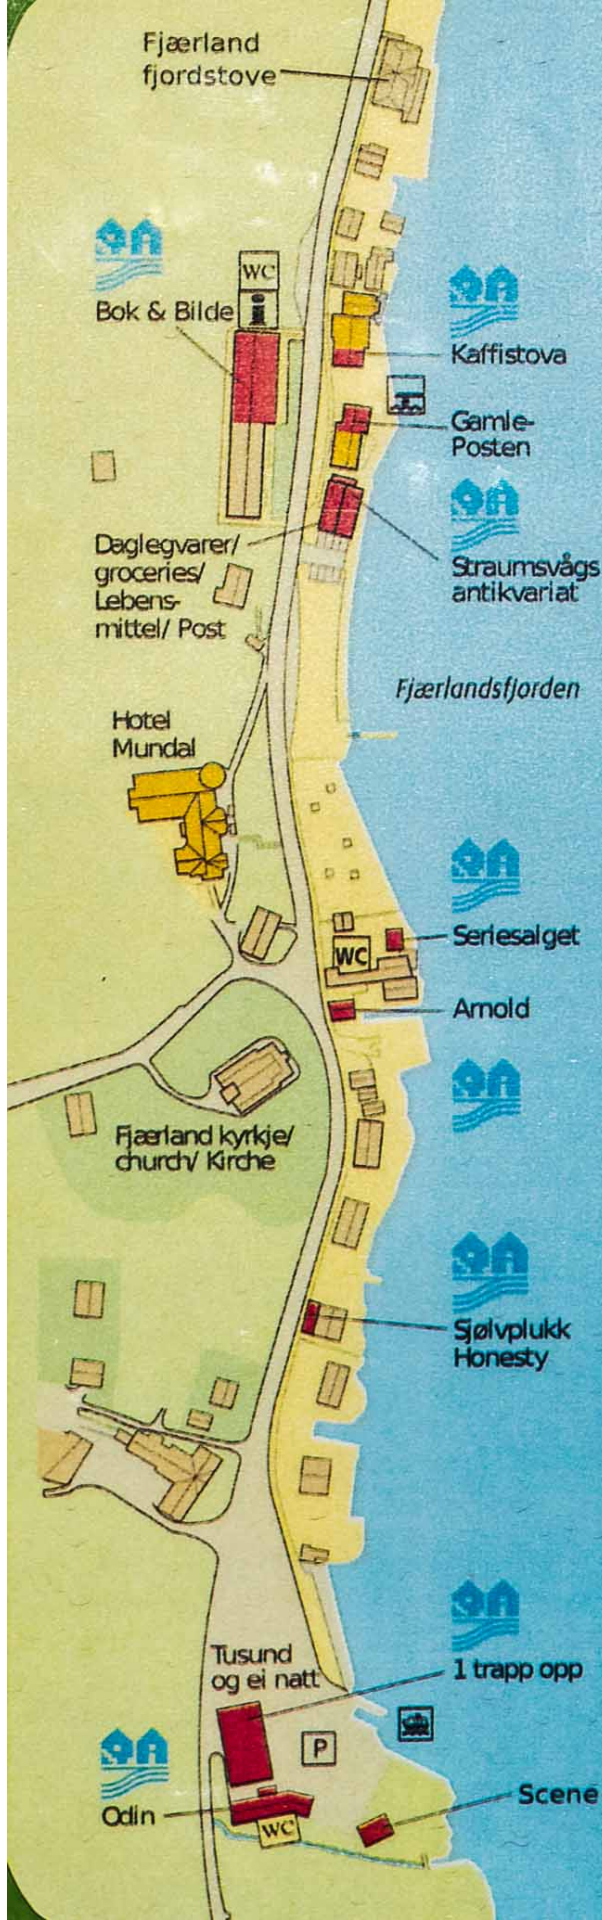 Fjærland
fjordstove
WC
i
Bok & Bilde
Kaffistova
Gamle-
Posten
Daglegvarer/
groceries/
Lebens-
mittel/ Post
Straumsvågs
antikvariat
Fjærlandsfjorden
Hotel
Mundal
Seriesalget
WC
Arnold
Fjærland kyrkje/
church/ Kirche
Sjølvplukk
Honesty
Tusund
og ei natt
1 trapp opp
P
Odin
WC
Scene